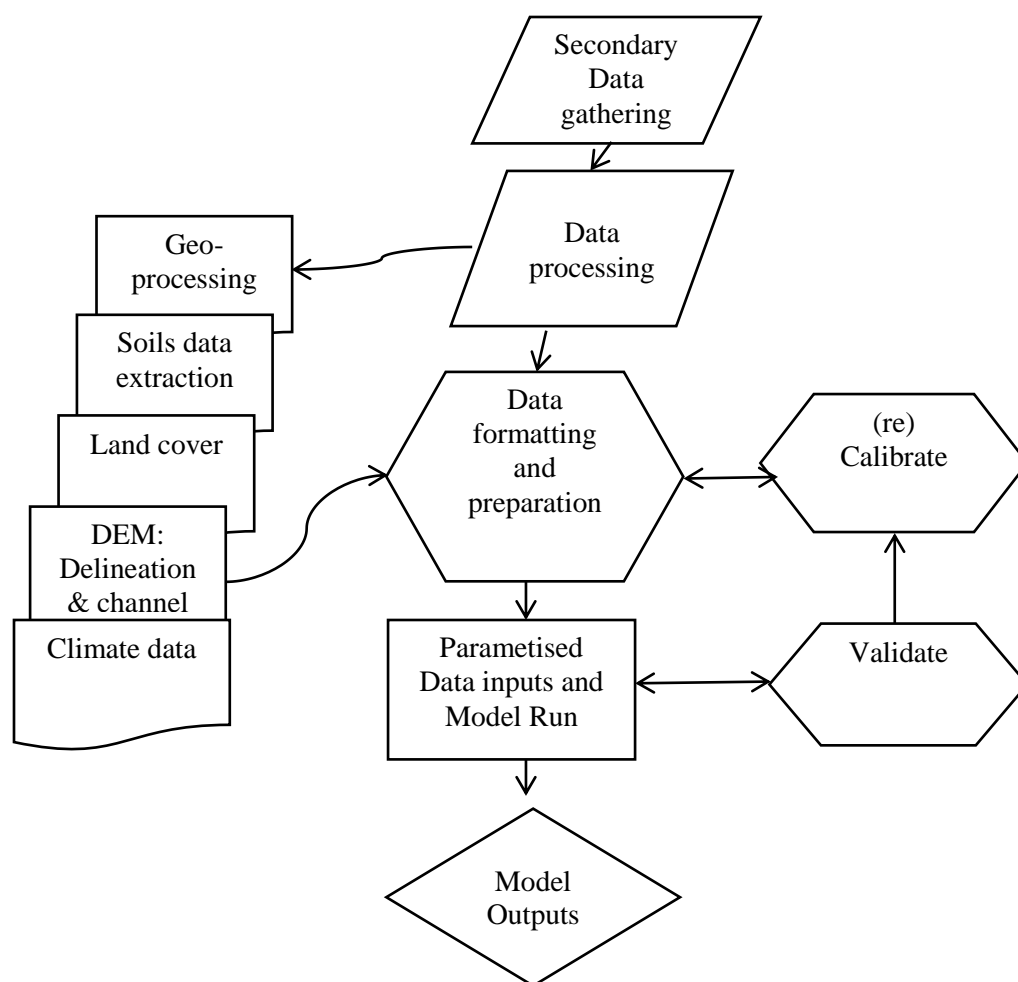 Secondary
Data
gathering
Data
processing
Geo-
processing
Soils data
extraction
Land cover
DEM:
Delineation
& channel
Climate data
Data
formatting
and
preparation
(re)
Calibrate
Parametised
Data inputs and
Model Run
Validate
Model
Outputs